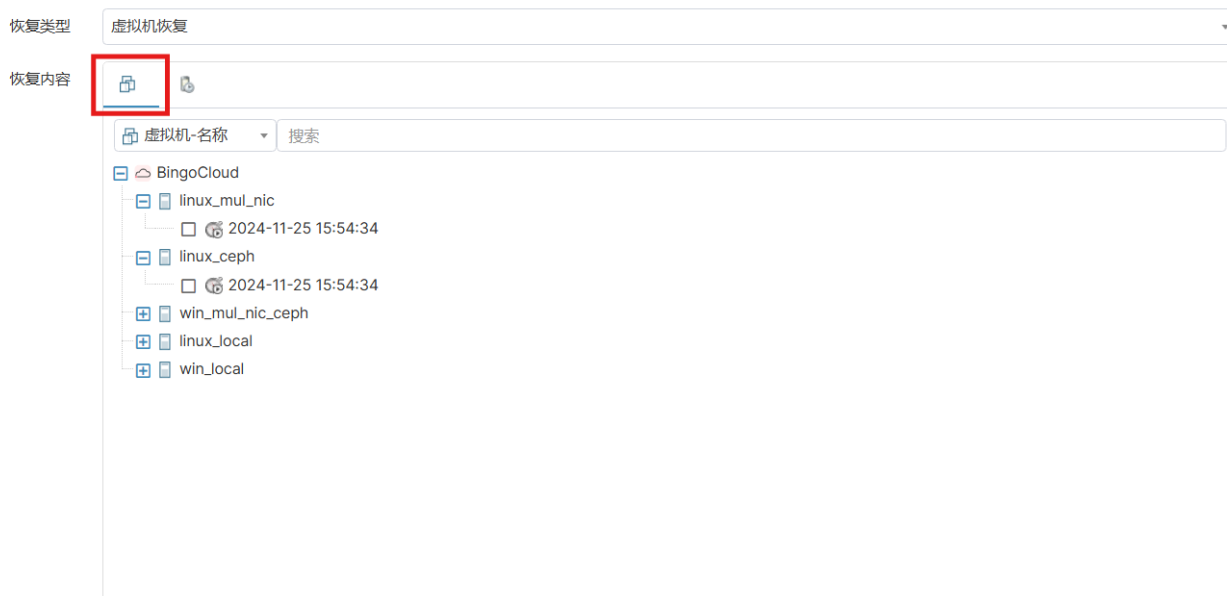 恢复类型 虚拟机恢复
恢复内容
虚拟机-名称 搜索
BingoCloud
linux_mul_nic
2024-11-25 15:54:34
linux_ceph
2024-11-25 15:54:34
win_mul_nic_ceph
linux_local
win_local